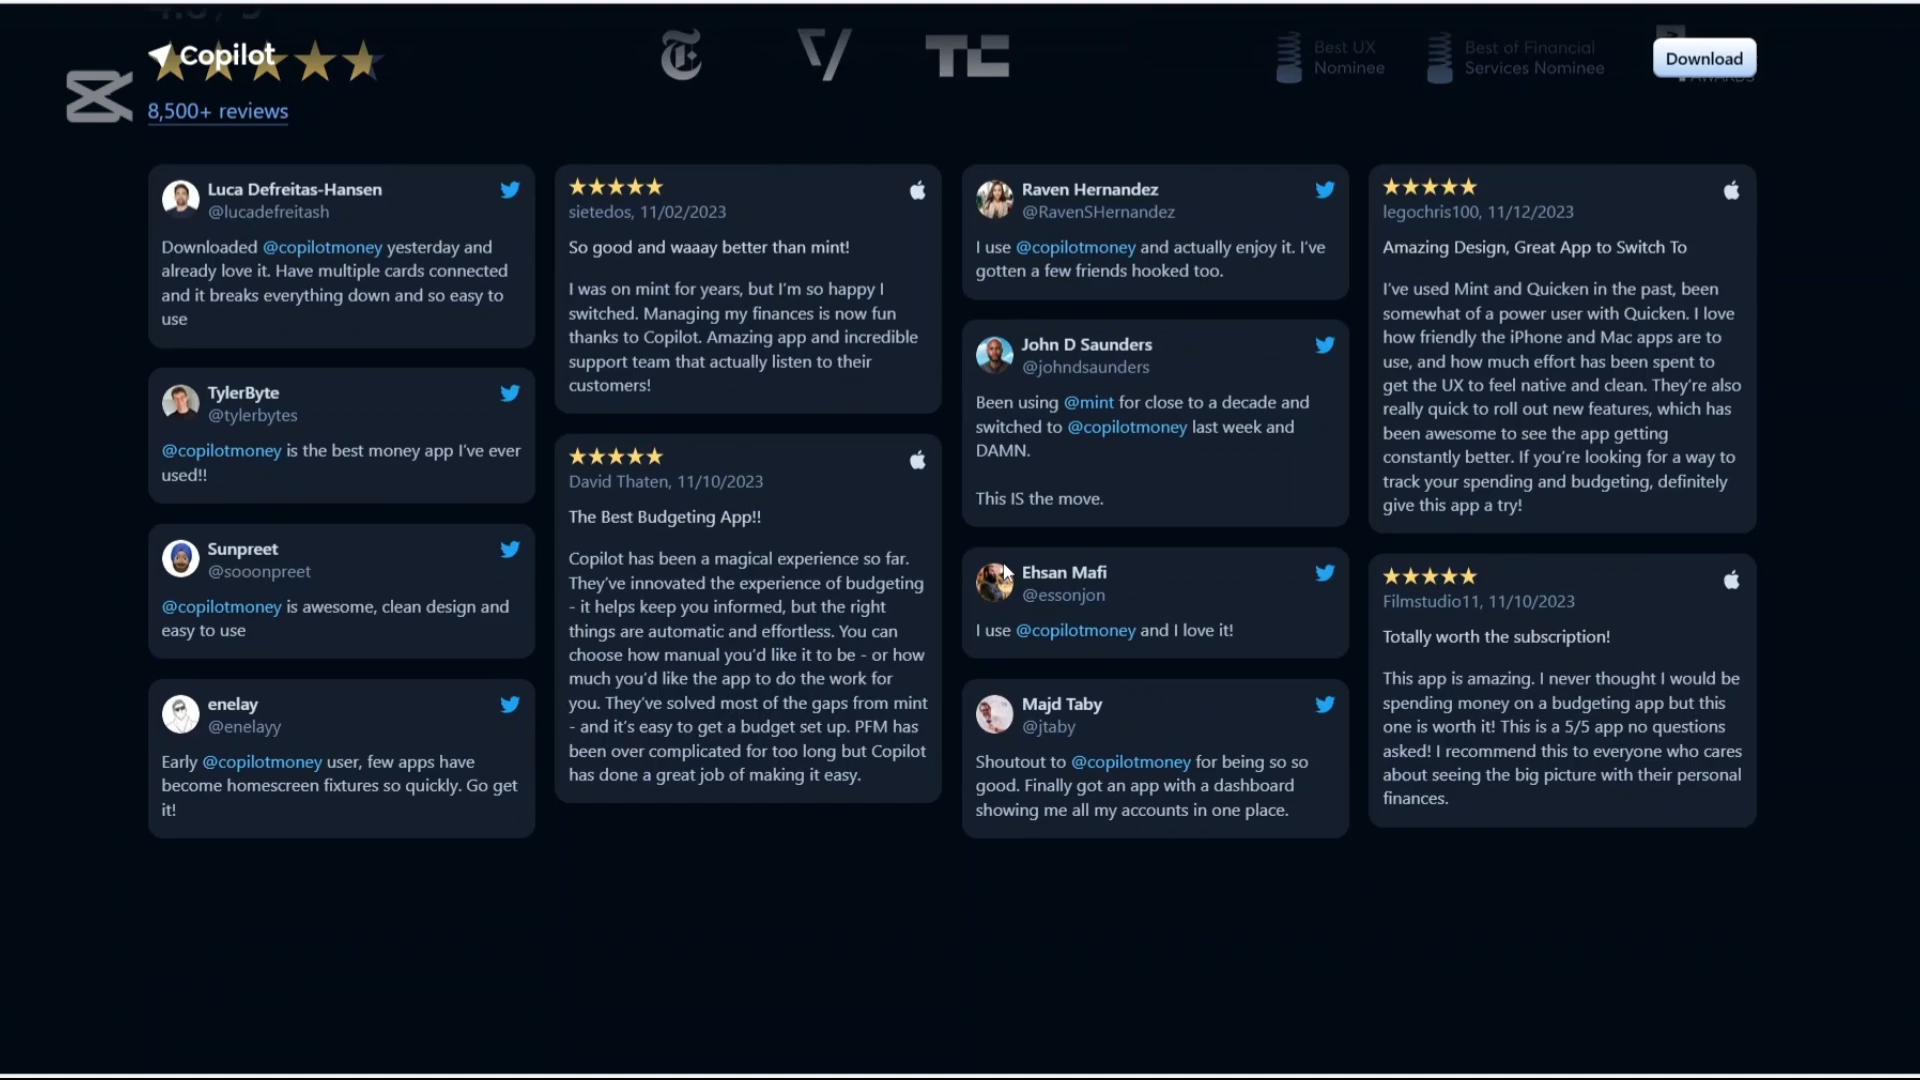 Copilot
8,500+ reviews
Best UX
Nominee
Best of Financial
Services Nominee
Download
Luca Defreitas-Hansen
@lucadefreitash
Downloaded @copilotmoney yesterday and
already love it. Have multiple cards connected
and it breaks everything down and so easy to
use
TylerByte
@tylerbytes
@copilotmoney is the best money app I've ever
used!!
Sunpreet
@sooonpreet
@copilotmoney is awesome, clean design and
easy to use
enelay
@enelayy
Early @copilotmoney user, few apps have
become homescreen fixtures so quickly. Go get
it!
sietedos, 11/02/2023
So good and waaay better than mint!
I was on mint for years, but I'm so happy I
switched. Managing my finances is now fun
thanks to Copilot. Amazing app and incredible
support team that actually listen to their
customers!
David Thaten, 11/10/2023
The Best Budgeting App!!
Copilot has been a magical experience so far.
They've innovated the experience of budgeting
- it helps keep you informed, but the right
things are automatic and effortless. You can
choose how manual you'd like it to be - or how
much you'd like the app to do the work for
you. They've solved most of the gaps from mint
- and it's easy to get a budget set up. PFM has
been over complicated for too long but Copilot
has done a great job of making it easy.
Raven Hernandez
@RavenSHernandez
I use @copilotmoney and actually enjoy it. I've
gotten a few friends hooked too.
John D Saunders
@johndsaunders
Been using @mint for close to a decade and
switched to @copilotmoney last week and
DAMN.
This IS the move.
Ehsan Mafi
@essonjon
I use @copilotmoney and I love it!
Majd Taby
@jtaby
Shoutout to @copilotmoney for being so so
good. Finally got an app with a dashboard
showing me all my accounts in one place.
legochris100, 11/12/2023
Amazing Design, Great App to Switch To
I've used Mint and Quicken in the past, been
somewhat of a power user with Quicken. I love
how friendly the iPhone and Mac apps are to
use, and how much effort has been spent to
get the UX to feel native and clean. They're also
really quick to roll out new features, which has
been awesome to see the app getting
constantly better. If you're looking for a way to
track your spending and budgeting, definitely
give this app a try!
Filmstudio11, 11/10/2023
Totally worth the subscription!
This app is amazing. I never thought I would be
spending money on a budgeting app but this
one is worth it! This is a 5/5 app no questions
asked! I recommend this to everyone who cares
about seeing the big picture with their personal
finances.